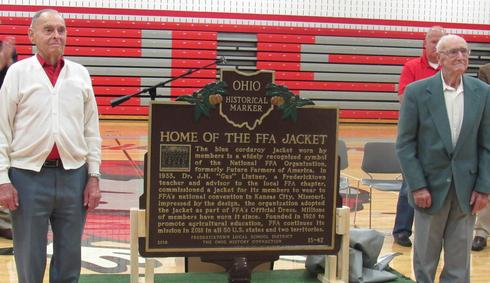 OHIO
HISTORICAL
MARKER
HOME OF THE FFA JACKET
The blue corduroy jacket worn by
members is a widely recognized symbol
of the National FFA Organization,
formerly Future Farmers of America. In
1933, Dr. J.H. "Gus" Lintner, a Fredericktown
teacher and advisor to the local FFA chapter,
commissioned a jacket for its members to wear to
FFA's national convention in Kansas City, Missouri.
Impressed by the design, the organization adopted
the jacket as part of FFA's Official Dress. Millions
of members have worn it since. Founded in 1928 to
promote agricultural education, FFA continues its
mission in 2018 in all 50 U.S. states and two territories.
FREDERICKTOWN LOCAL SCHOOL DISTRICT
THE OHIO HISTORY CONNECTION
2018
15-42